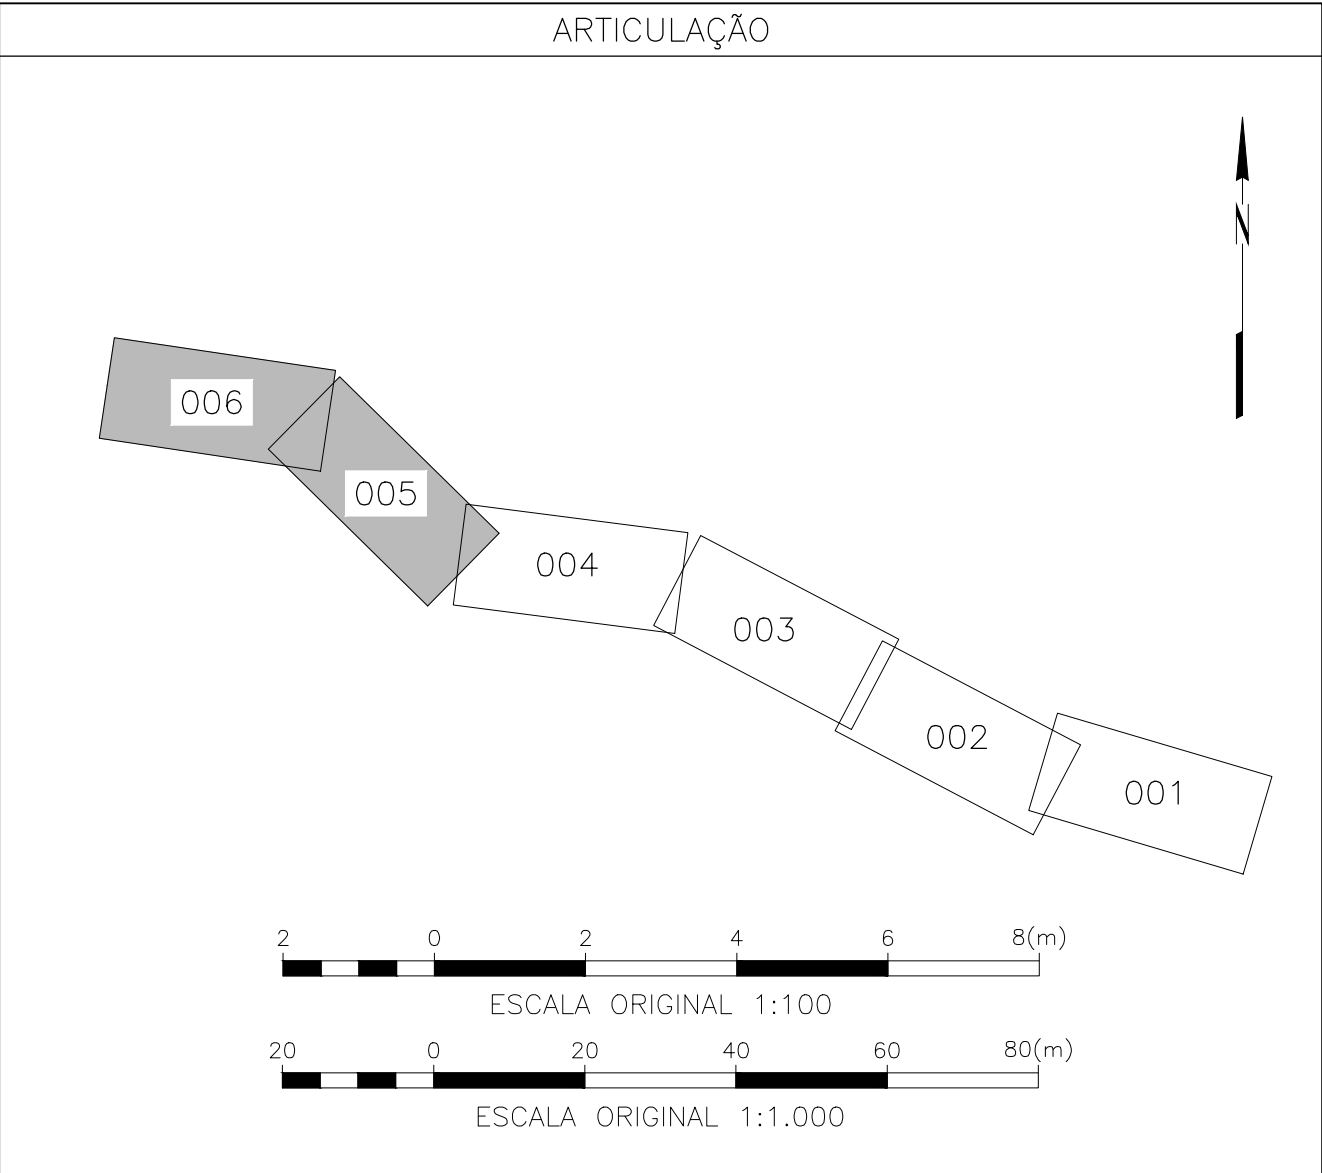 ARTICULAÇÃO
N
006
005
004
003
002
001
2 0 2 4 6 8(m)
ESCALA ORIGINAL 1:100
20 0 20 40 60 80(m)
ESCALA ORIGINAL 1:1.000